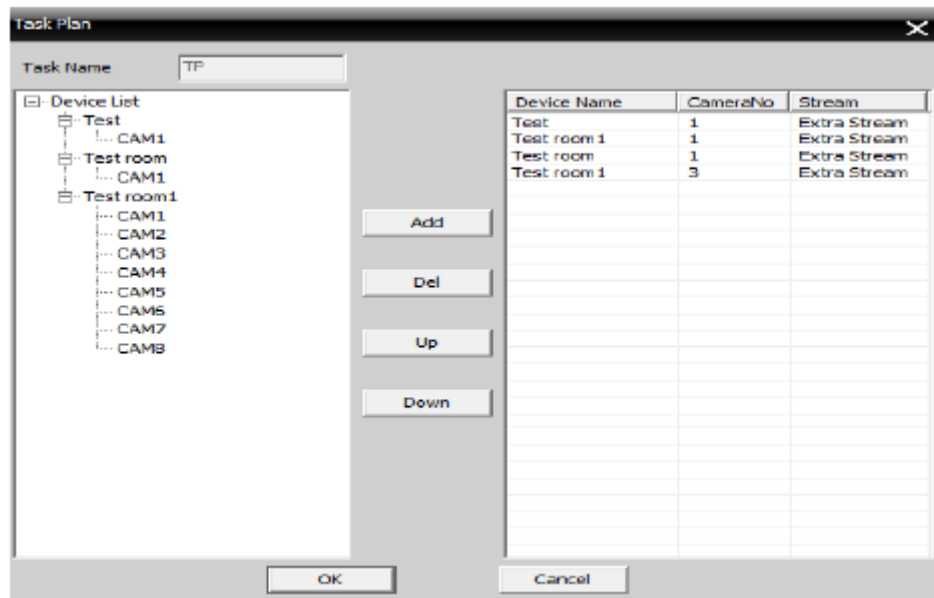 Task Plan
Task Name TP
Device List
Test
CAM1
Test room
CAM1
Test room1
CAM1
CAM2
CAM3
CAM4
CAM5
CAM6
CAM7
CAM8
Add
Del
Up
Down
Device Name CameraNo Stream
Test 1 Extra Stream
Test room1 1 Extra Stream
Test room 1 Extra Stream
Test room1 3 Extra Stream
OK Cancel